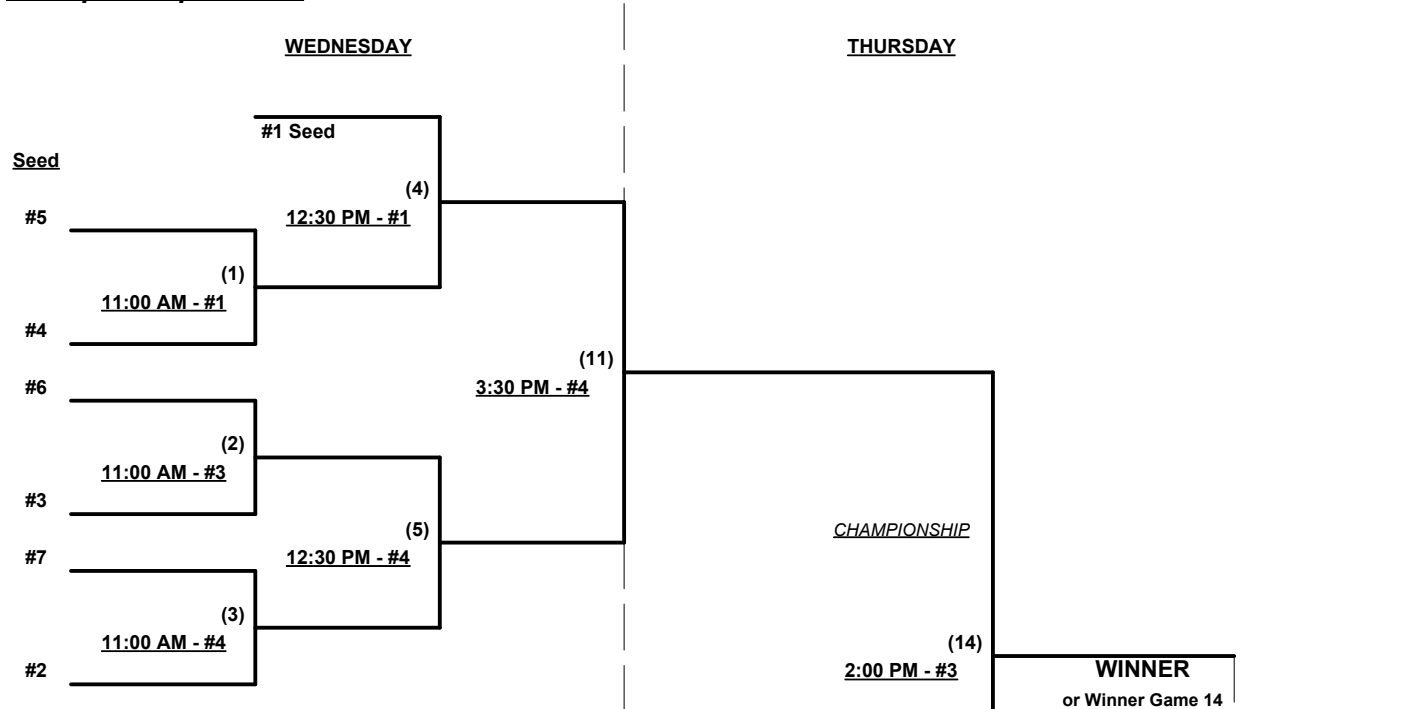 WEDNESDAY
THURSDAY
#1 Seed
Seed
(4)
#5
12:30 PM - #1
(1)
11:00 AM - #1
#4
(11)
#6
3:30 PM - #4
(2)
11:00 AM - #3
#3
(5)
CHAMPIONSHIP
#7
12:30 PM - #4
(3)
11:00 AM - #4
(14)
#2
2:00 PM - #3
WINNER
or Winner Game 14